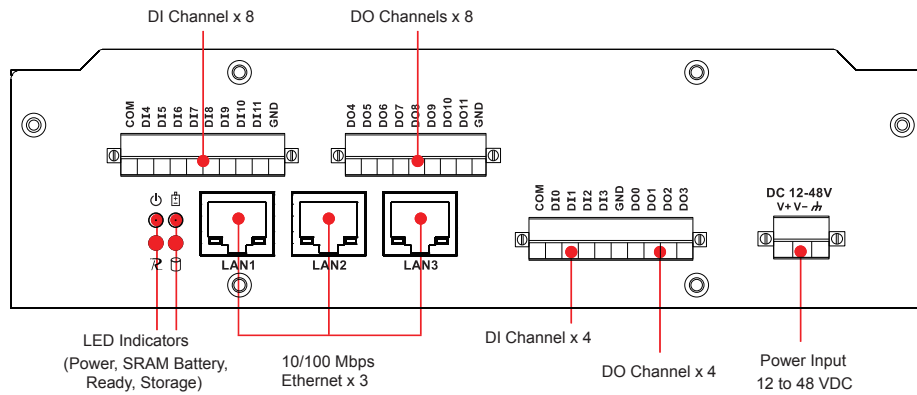 DI Channel x 8
DO Channels x 8
COM
DI4
DI5
DI6
DI7
DI8
DI9
DI10
DI11
GND
DO4
DO5
DO6
DO7
DO8
DO9
DO10
DO11
GND
COM
DI0
DI1
DI2
DI3
GND
DO0
DO1
DO2
DO3
DC 12-48V
V+ V-
LAN1
LAN2
LAN3
LED Indicators
(Power, SRAM Battery,
Ready, Storage)
10/100 Mbps
Ethernet x 3
DI Channel x 4
DO Channel x 4
Power Input
12 to 48 VDC